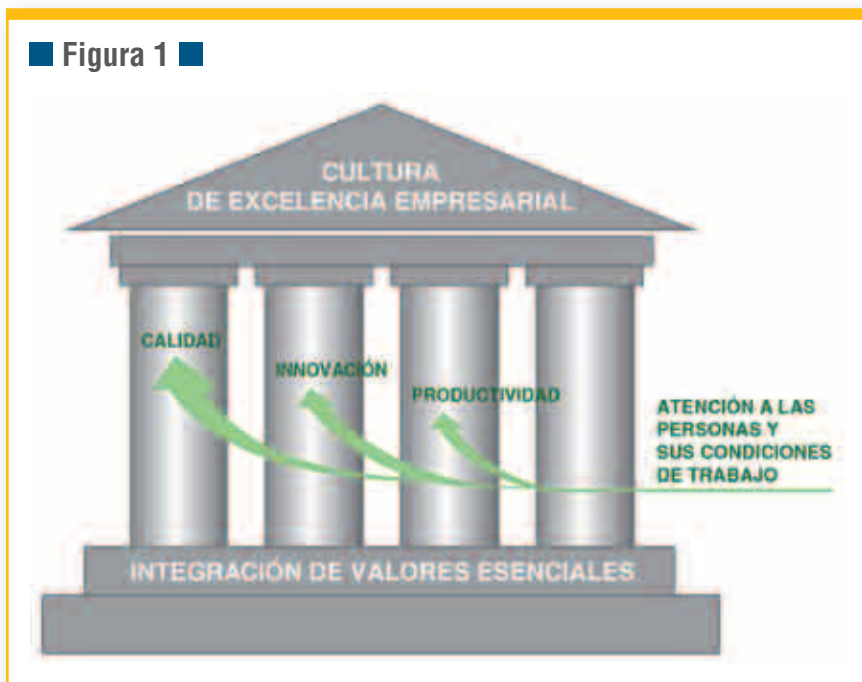 Figura 1
CULTURA
DE EXCELENCIA EMPRESARIAL
CALIDAD
INNOVACIÓN
PRODUCTIVIDAD
ATENCIÓN A LAS
PERSONAS Y
SUS CONDICIONES
DE TRABAJO
INTEGRACIÓN DE VALORES ESENCIALES